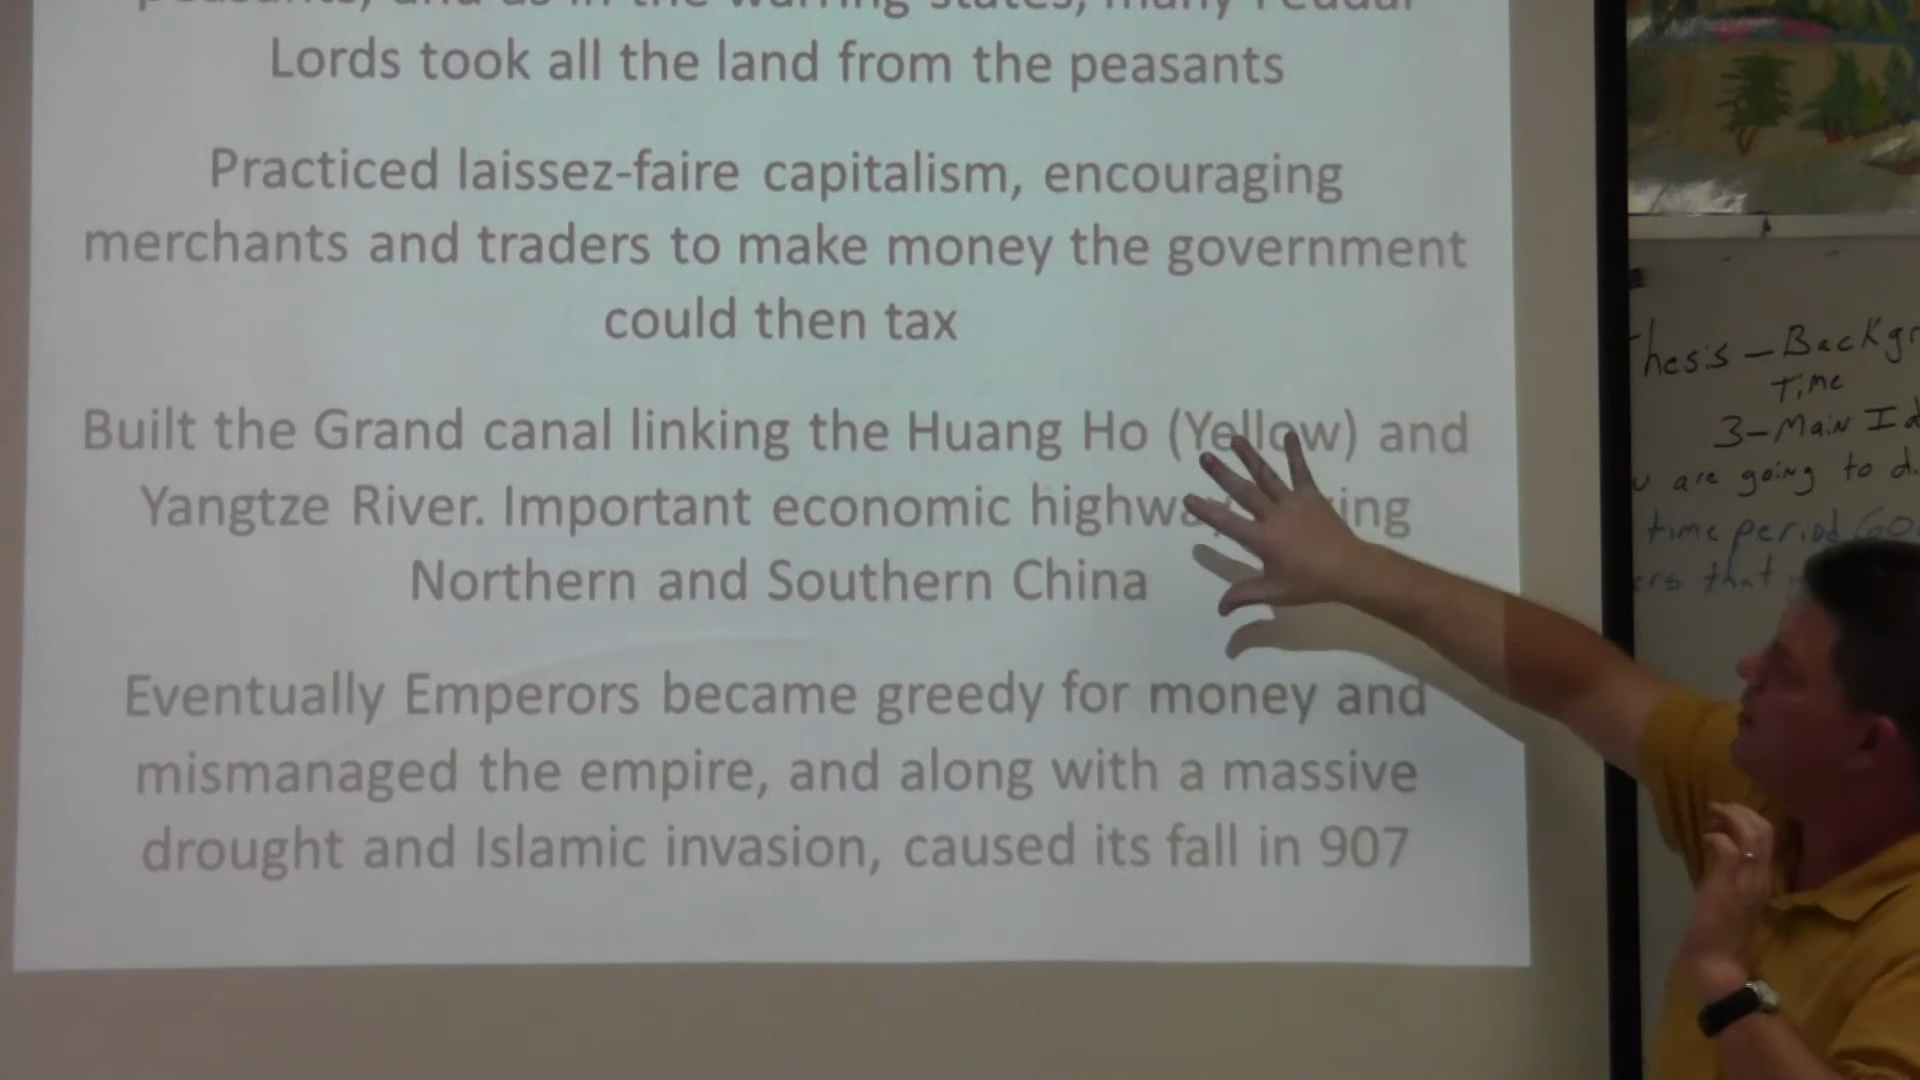 Lords took all the land from the peasants
Practiced laissez-faire capitalism, encouraging
merchants and traders to make money the government
could then tax
Built the Grand canal linking the Huang Ho (Yellow) and
Yangtze River. Important economic
Northern and Southern China
Eventually Emperors became greedy for money and
mismanaged the empire, and along with a massive
drought and Islamic invasion, caused its fall in 907
Time
3-Main
are going to
time period
that